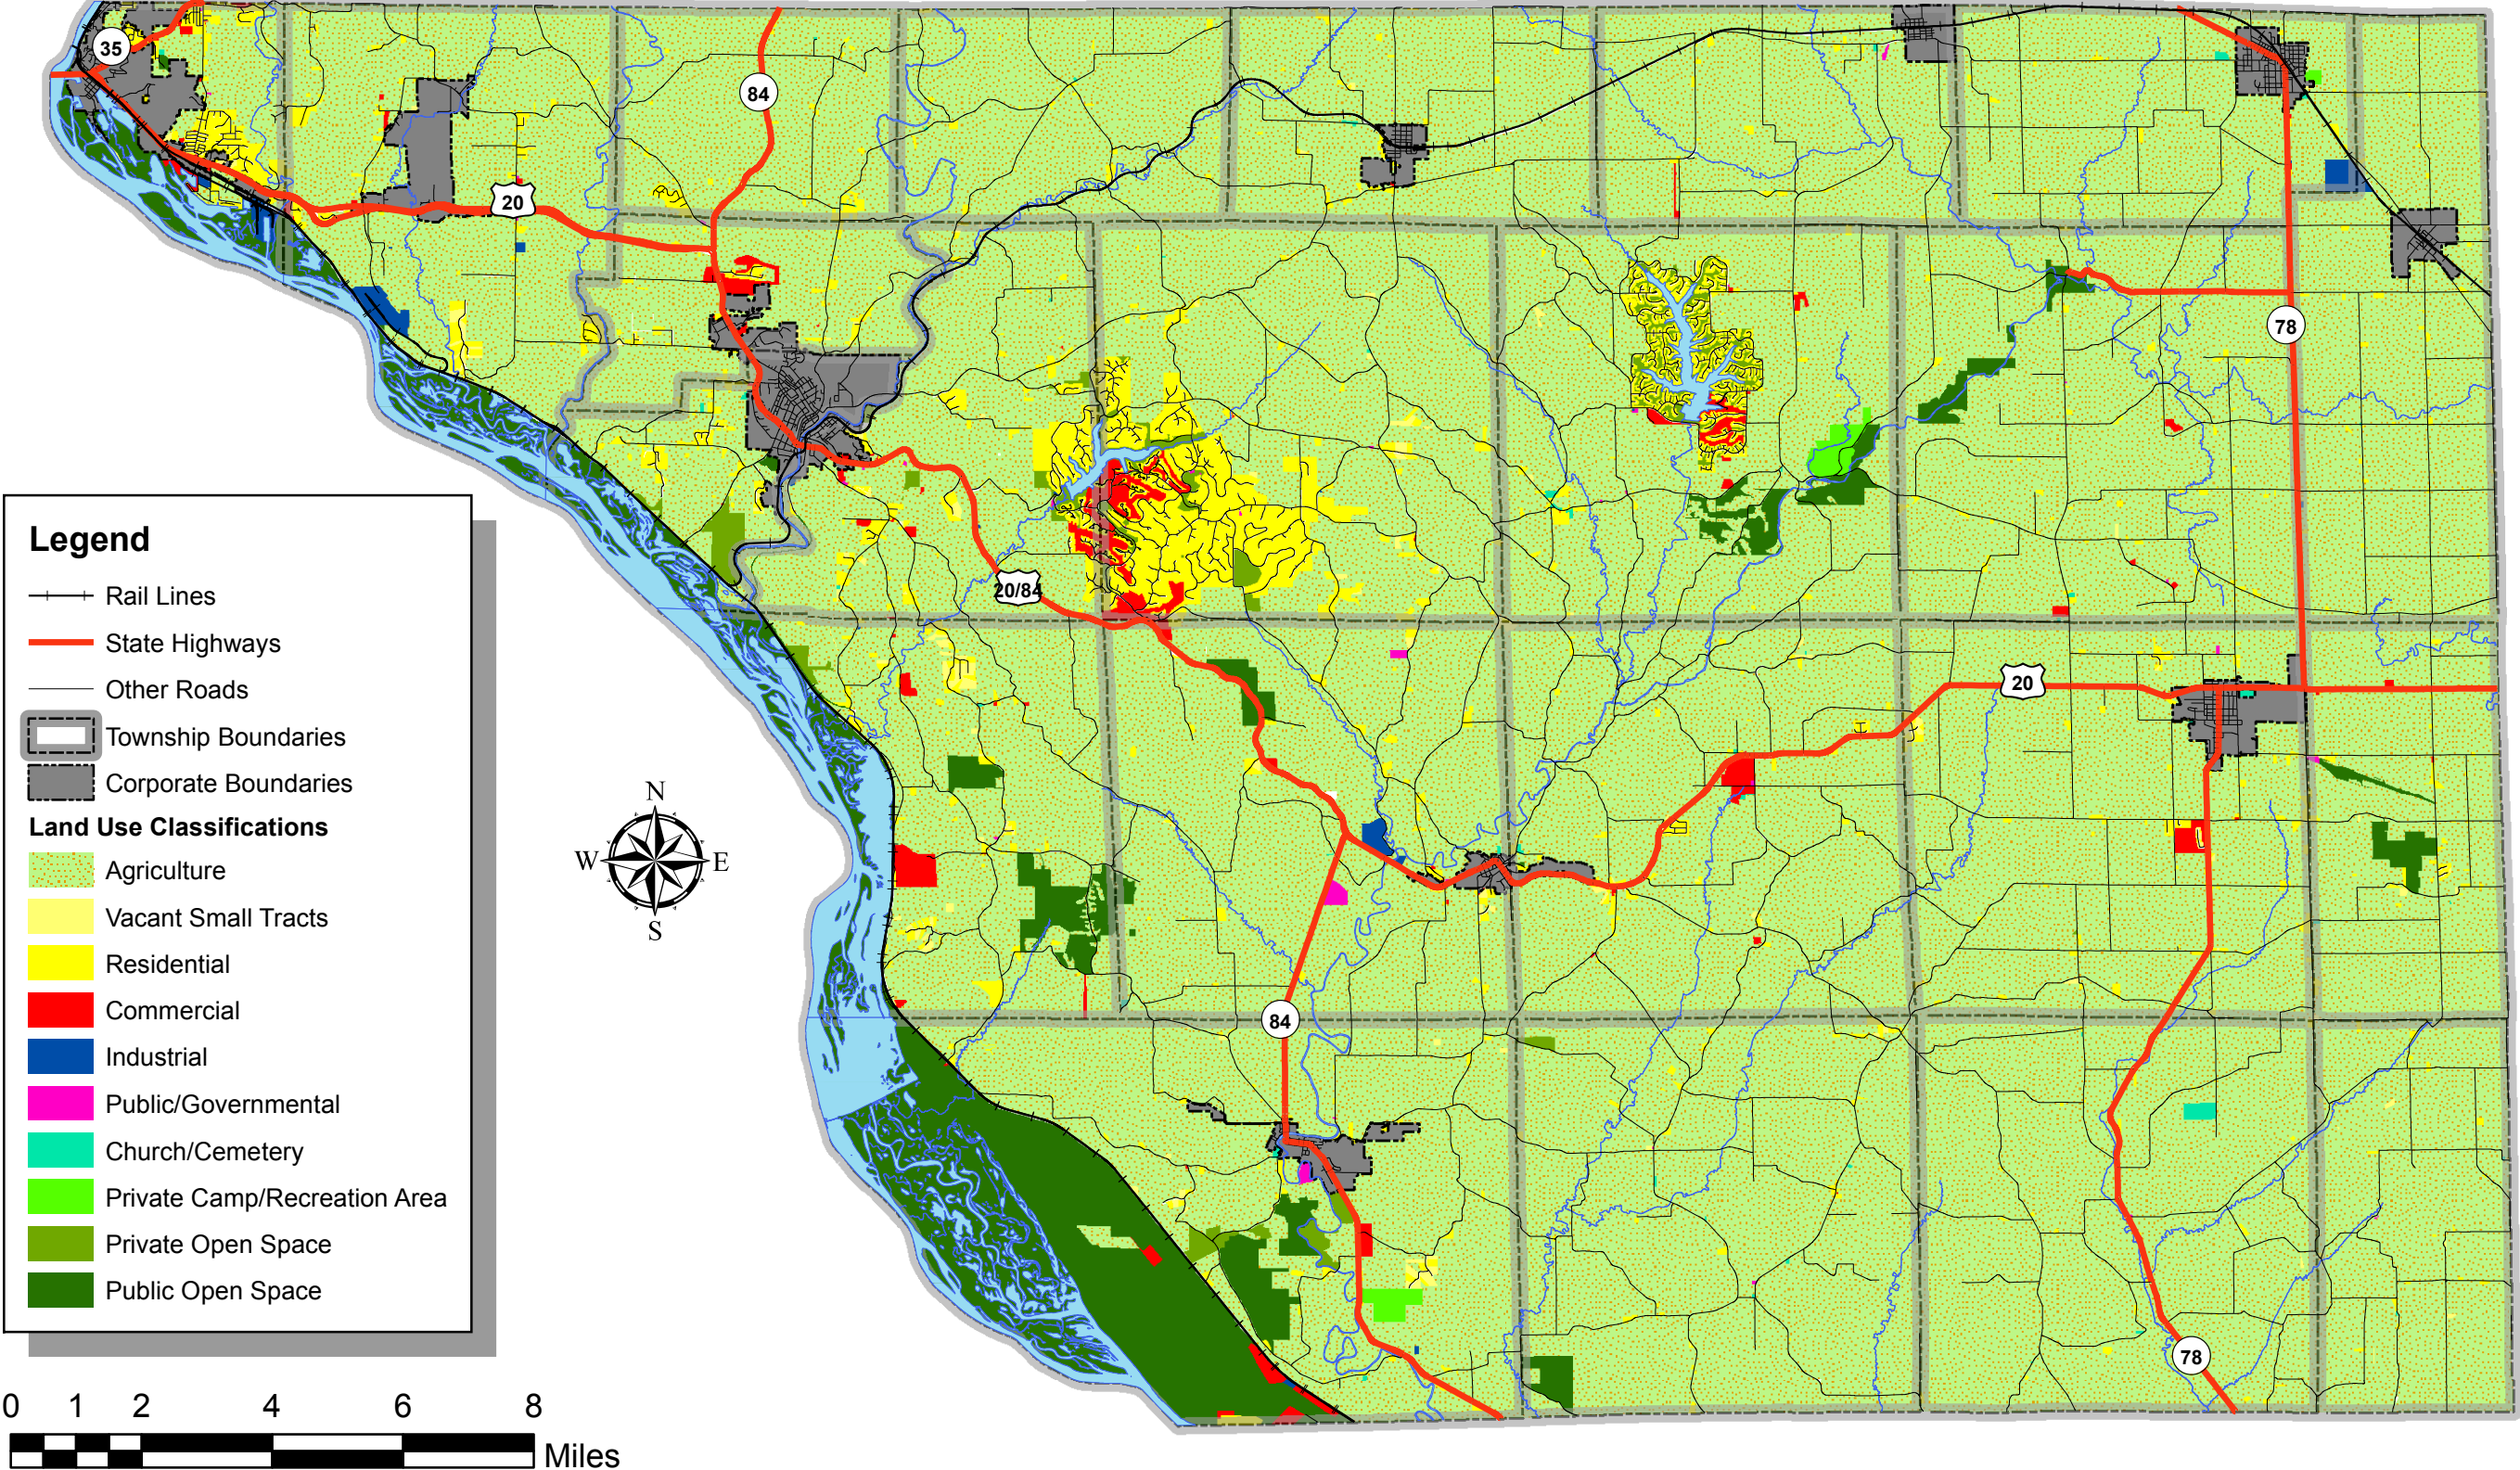 35
84
20
78
20/84
20
84
78
Legend
Rail Lines
State Highways
Other Roads
Township Boundaries
Corporate Boundaries
Land Use Classifications
Agriculture
Vacant Small Tracts
Residential
Commercial
Industrial
Public/Governmental
Church/Cemetery
Private Camp/Recreation Area
Private Open Space
Public Open Space
N
W E
S
0 1 2 4 6 8
Miles